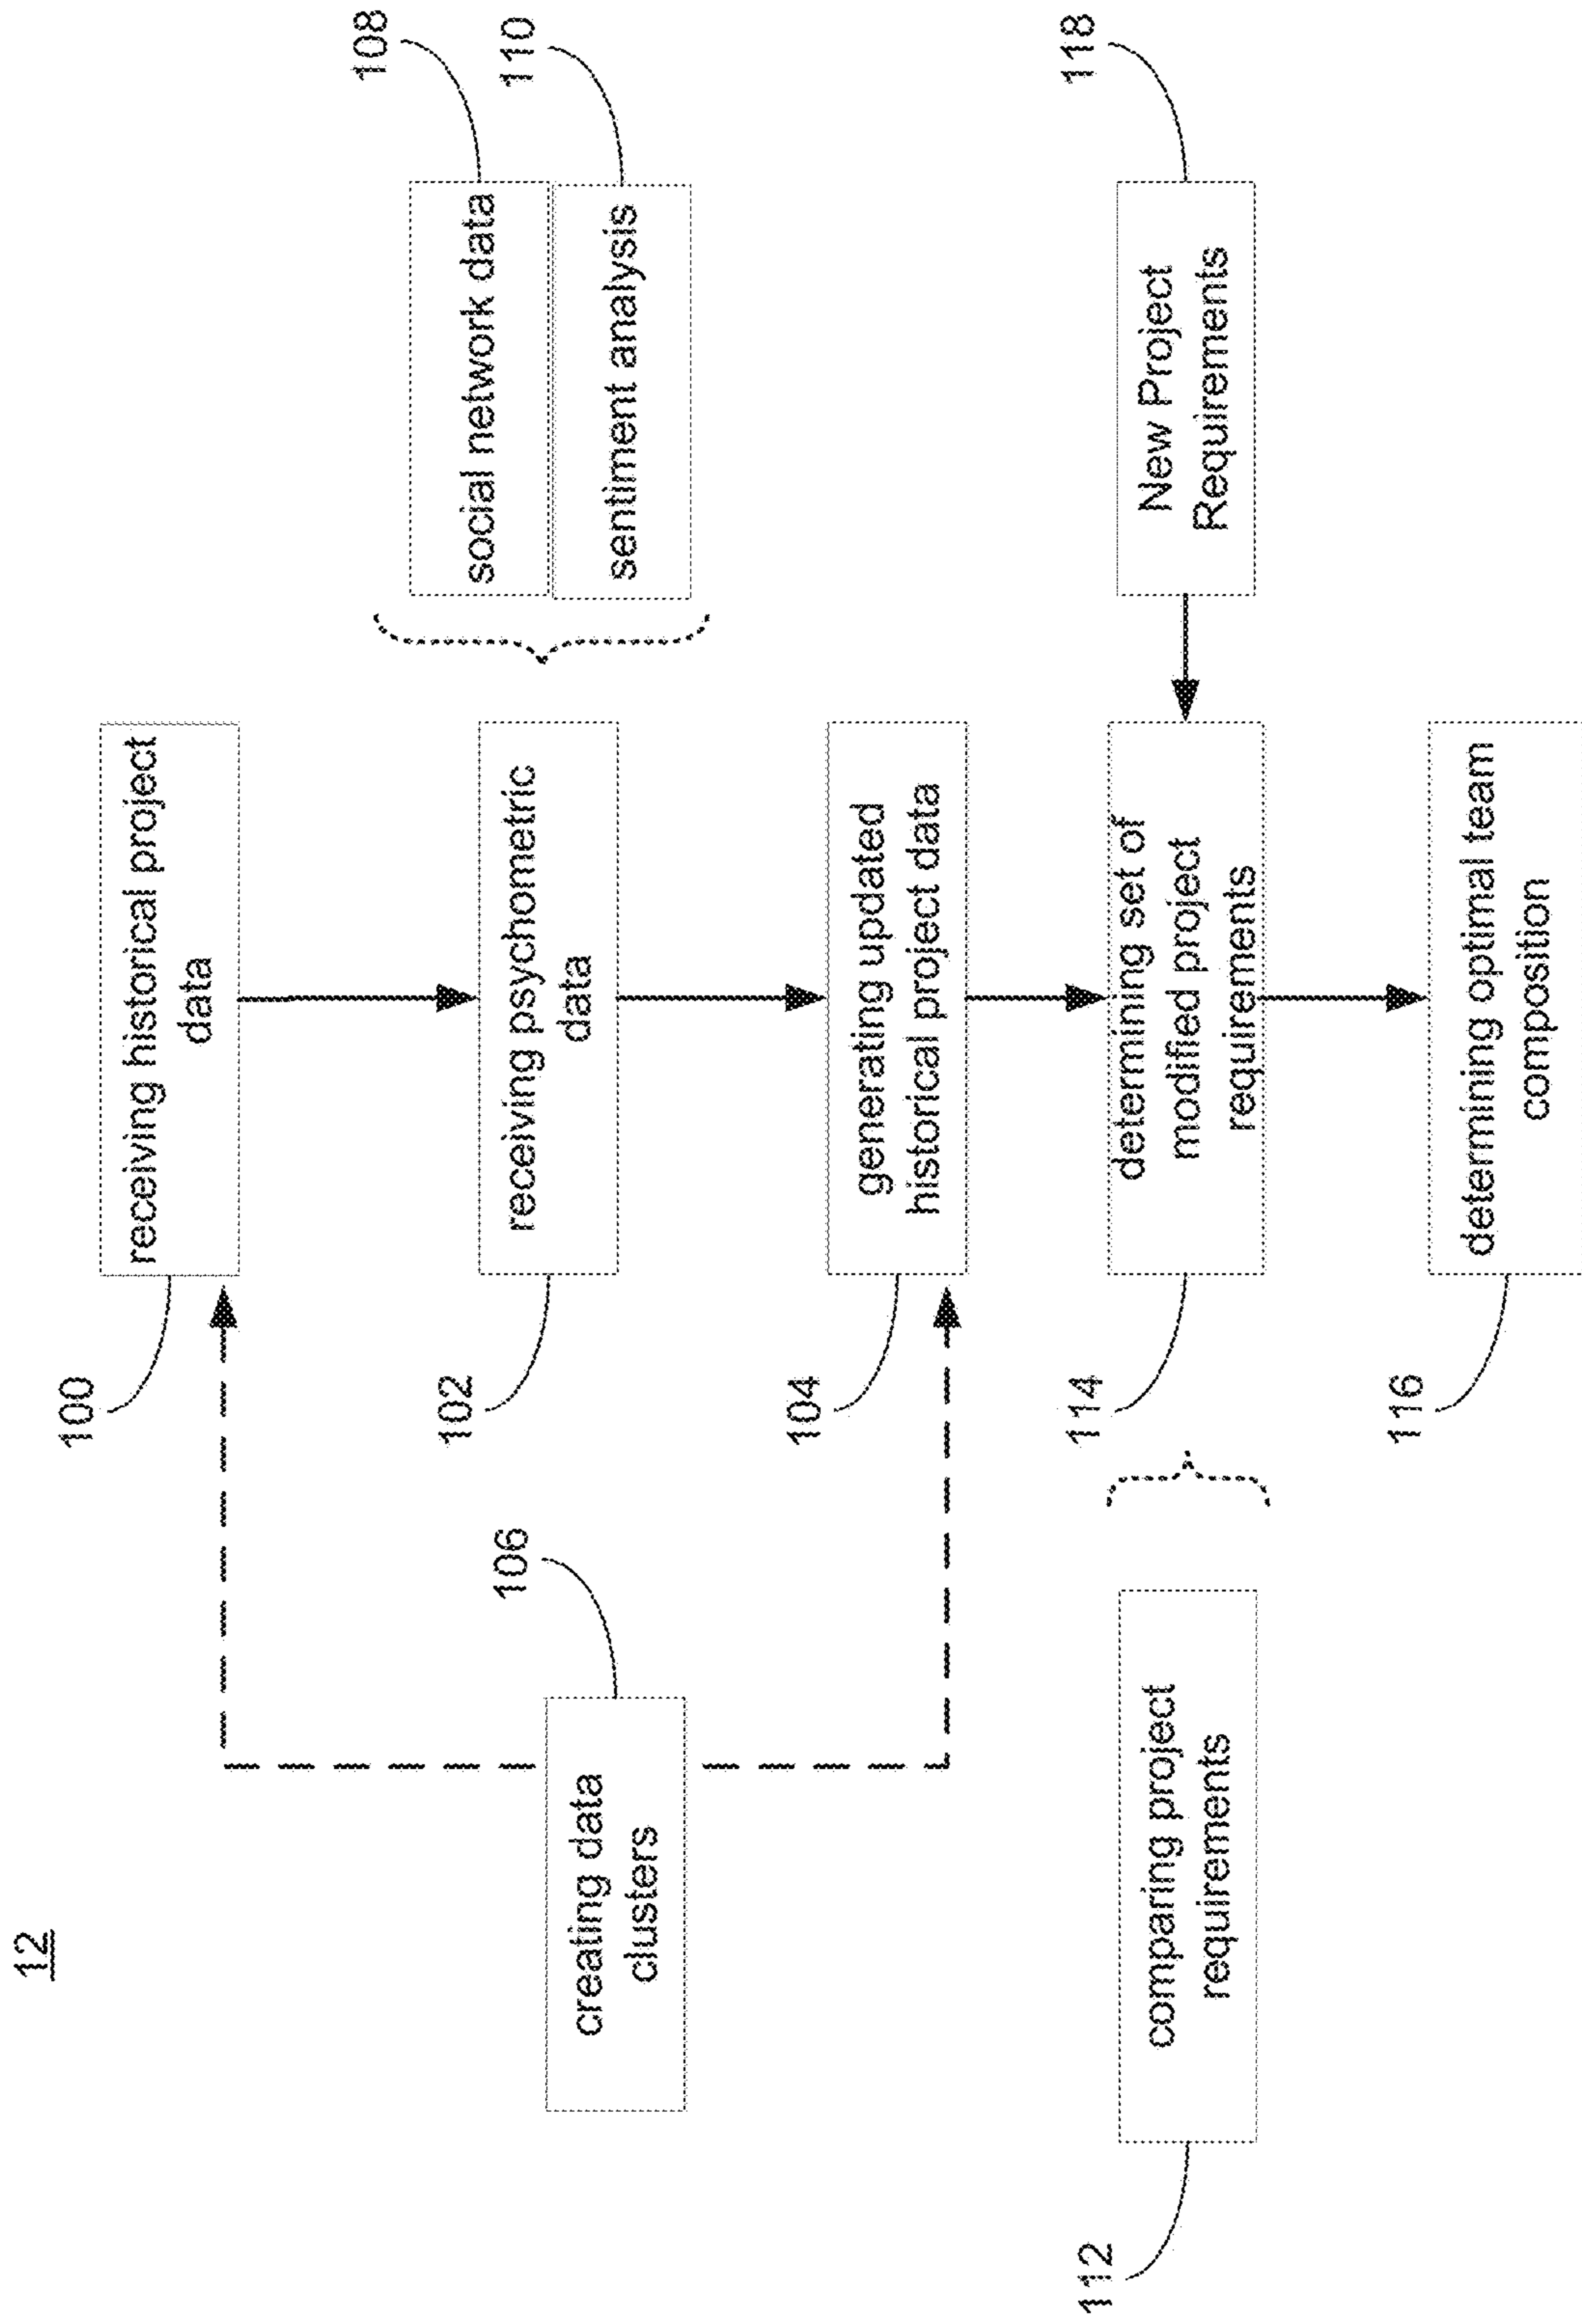 12
100
receiving historical project
data
106
creating data
clusters
102
receiving psychometric
data
108
social network data
110
sentiment analysis
104
generating updated
historical project data
112
comparing project
requirements
114
determining set of
modified project
requirements
118
New Project
Requirements
116
determining optimal team
composition